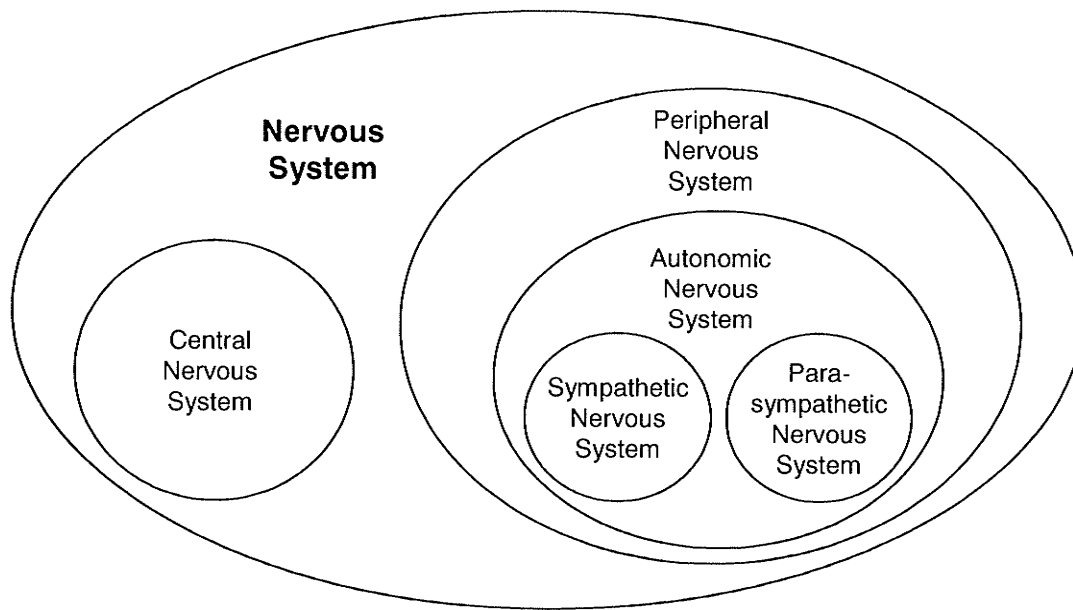 Nervous
System
Peripheral
Nervous
System
Central
Nervous
System
Autonomic
Nervous
System
Sympathetic
Nervous
System
Para-
sympathetic
Nervous
System